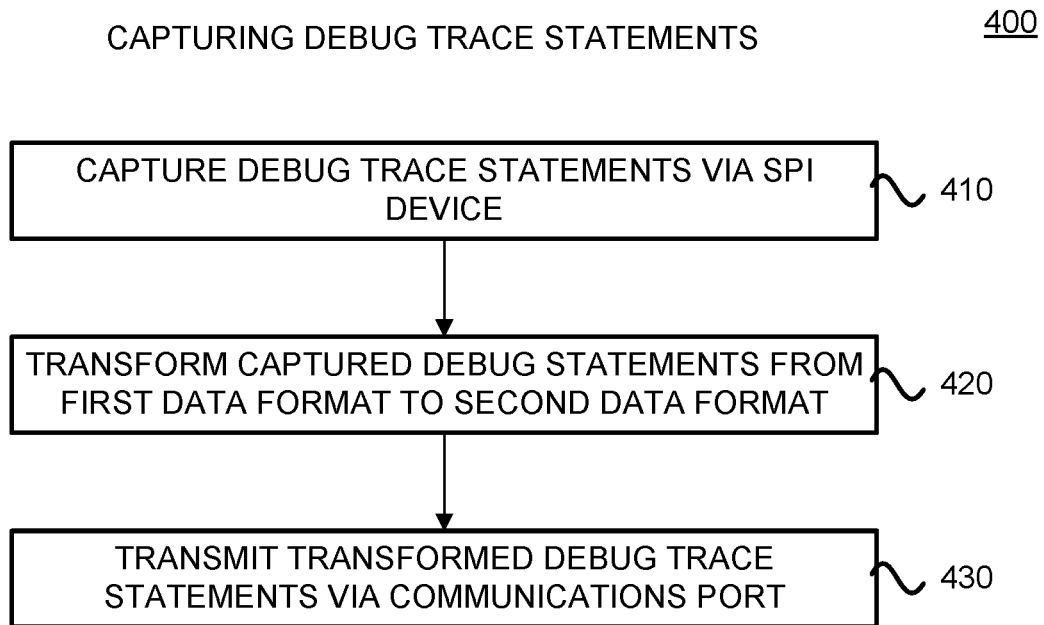 CAPTURING DEBUG TRACE STATEMENTS
400
CAPTURE DEBUG TRACE STATEMENTS VIA SPI
DEVICE
410
TRANSFORM CAPTURED DEBUG STATEMENTS FROM
FIRST DATA FORMAT TO SECOND DATA FORMAT
420
TRANSMIT TRANSFORMED DEBUG TRACE
STATEMENTS VIA COMMUNICATIONS PORT
430